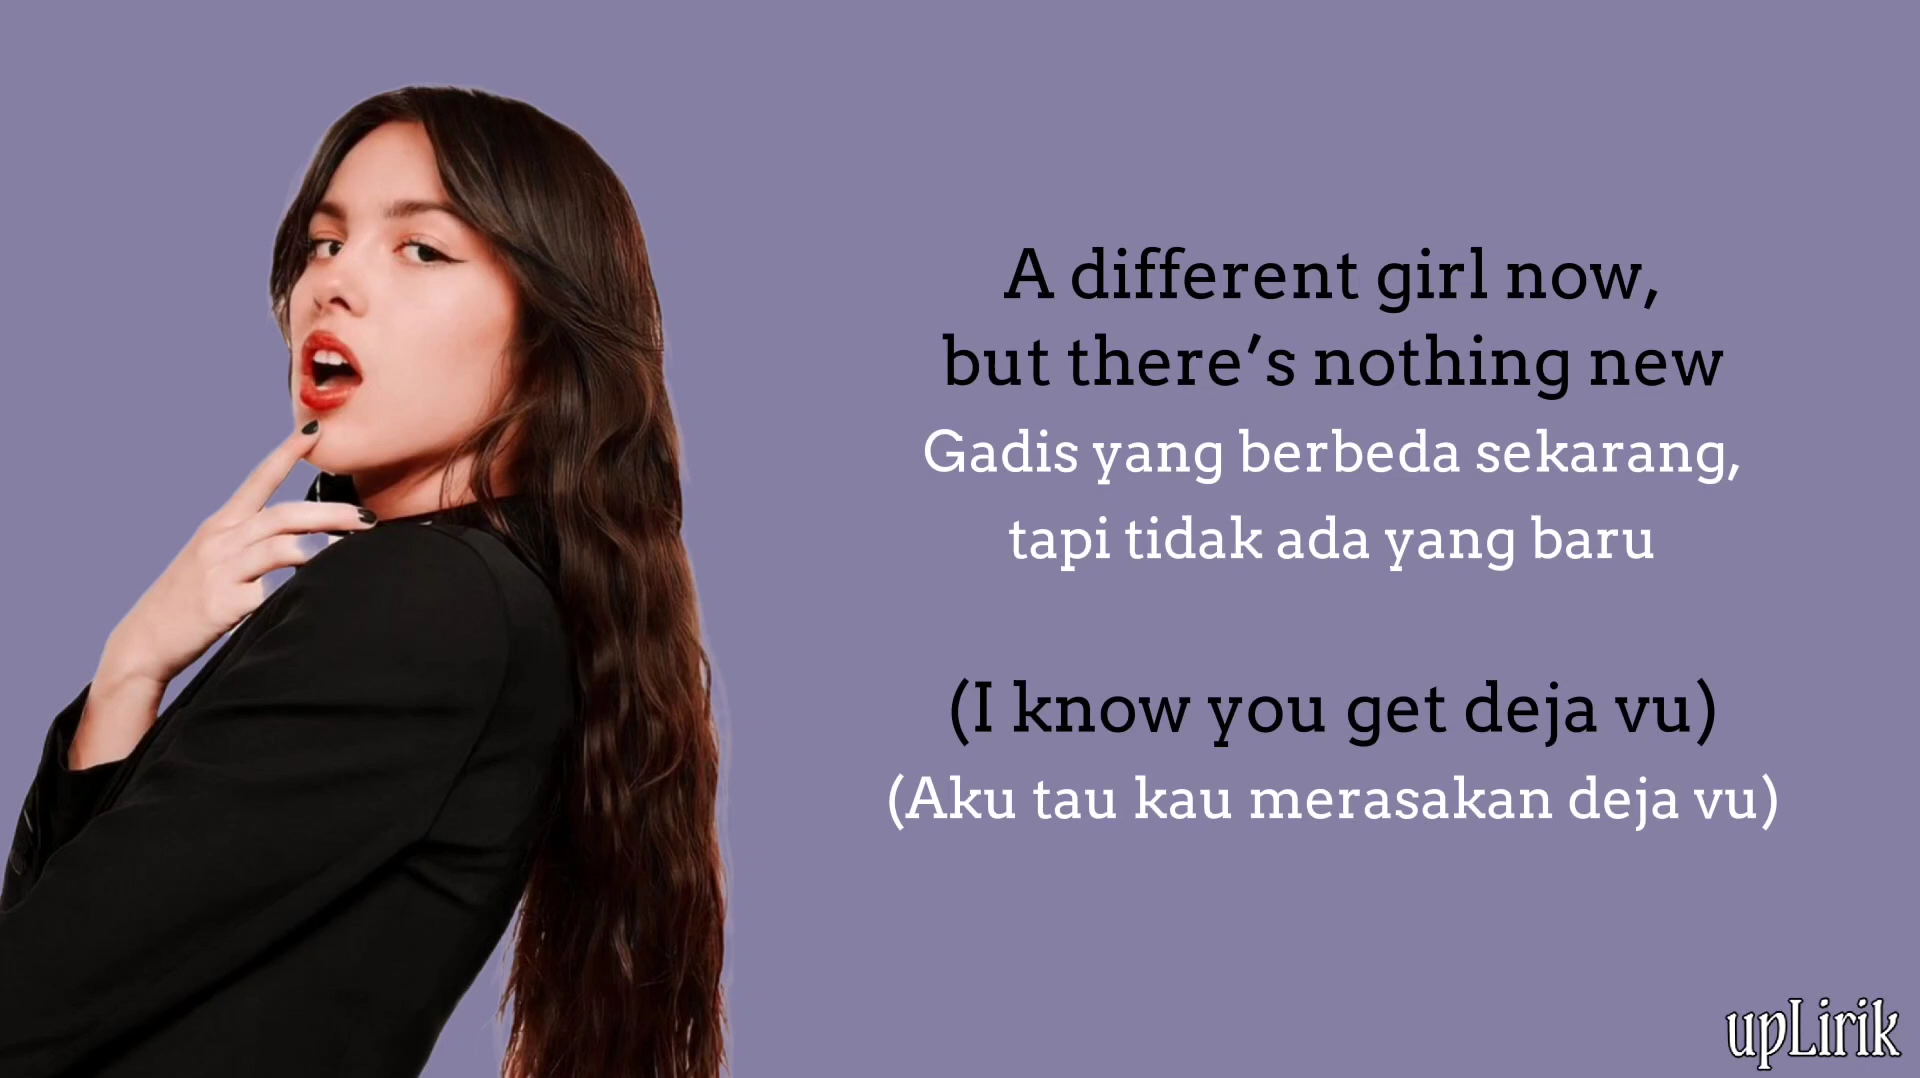 A different girl now,
but there’s nothing new
Gadis yang berbeda sekarang,
tapi tidak ada yang baru
(I know you get deja vu)
(Aku tau kau merasakan deja vu)
upLirik